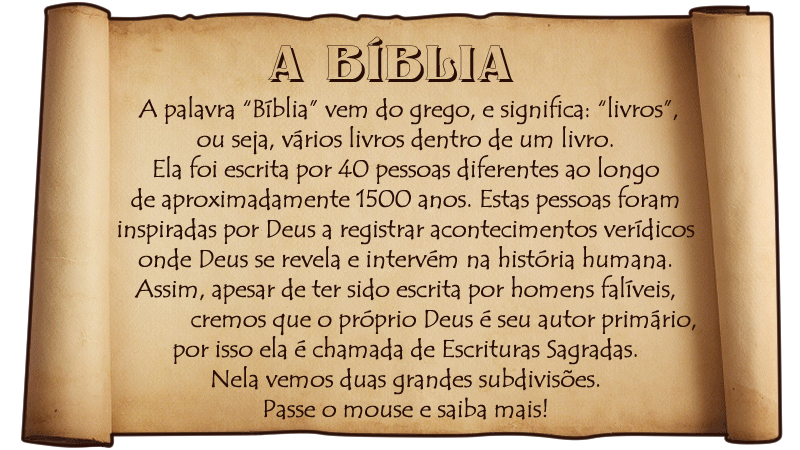 A BÍBLIA
A palavra “Bíblia” vem do grego, e significa: “livros”,
ou seja, vários livros dentro de um livro.
Ela foi escrita por 40 pessoas diferentes ao longo
de aproximadamente 1500 anos. Estas pessoas foram
inspiradas por Deus a registrar acontecimentos verídicos
onde Deus se revela e intervém na história humana.
Assim, apesar de ter sido escrita por homens falíveis,
cremos que o próprio Deus é seu autor primário,
por isso ela é chamada de Escrituras Sagradas.
Nela vemos duas grandes subdivisões.
Passe o mouse e saiba mais!